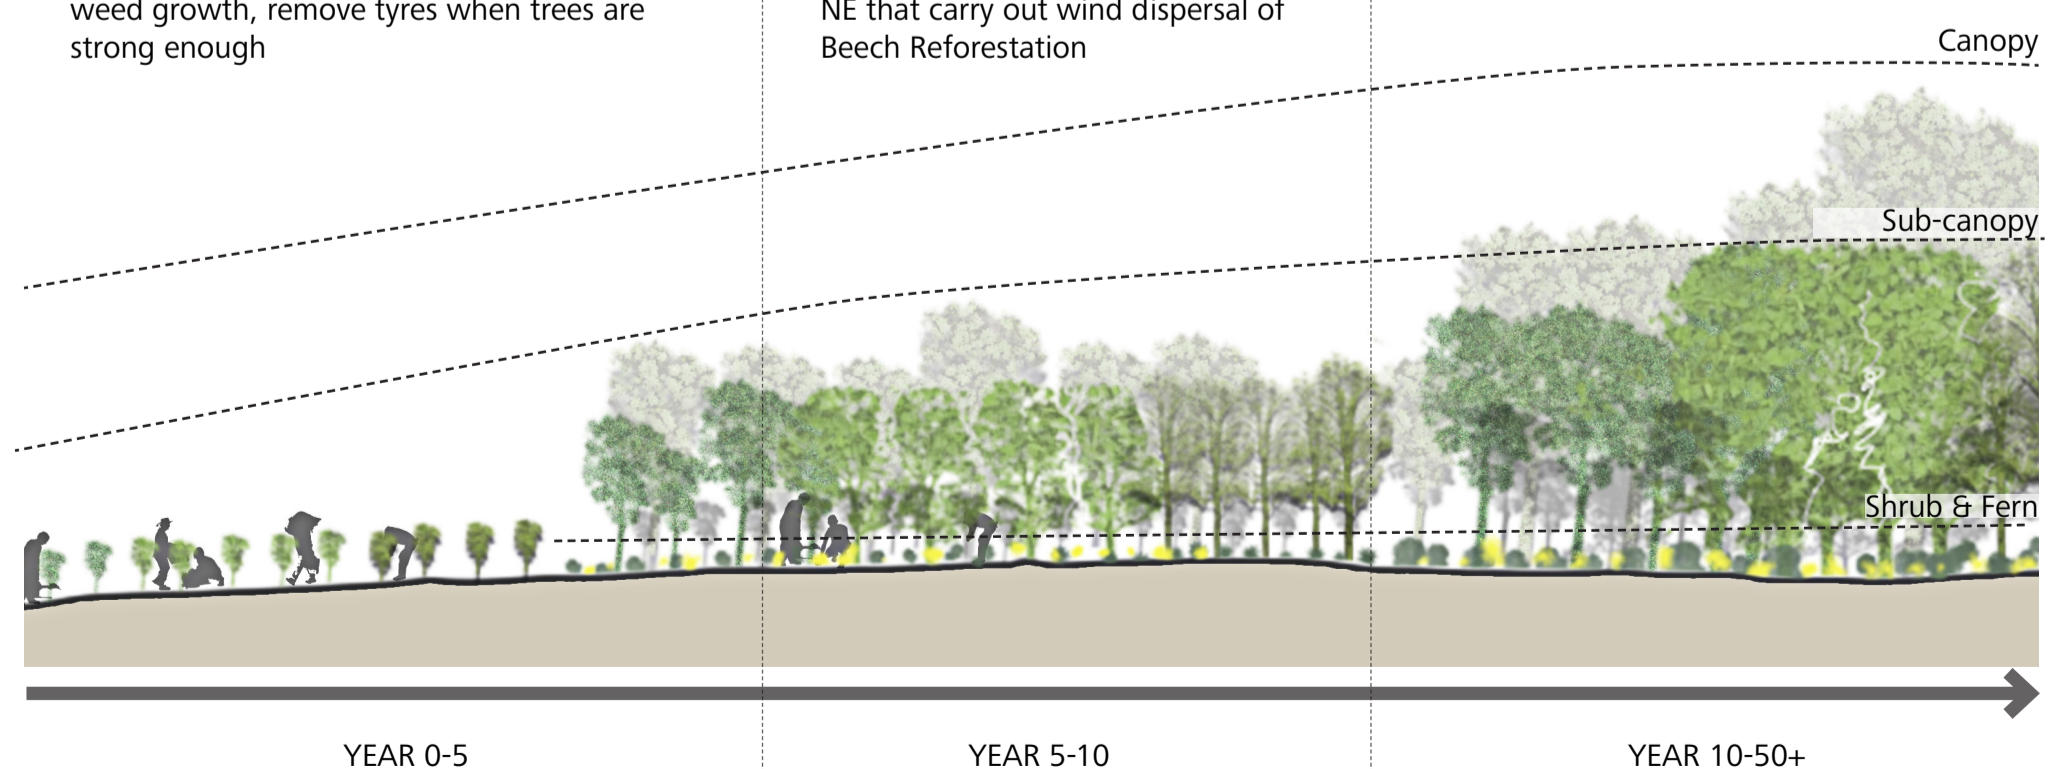 weed growth, remove tyres when trees are
strong enough
NE that carry out wind dispersal of
Beech Reforestation
Canopy
Sub-canopy
Shrub & Fern
YEAR 0-5
YEAR 5-10
YEAR 10-50+